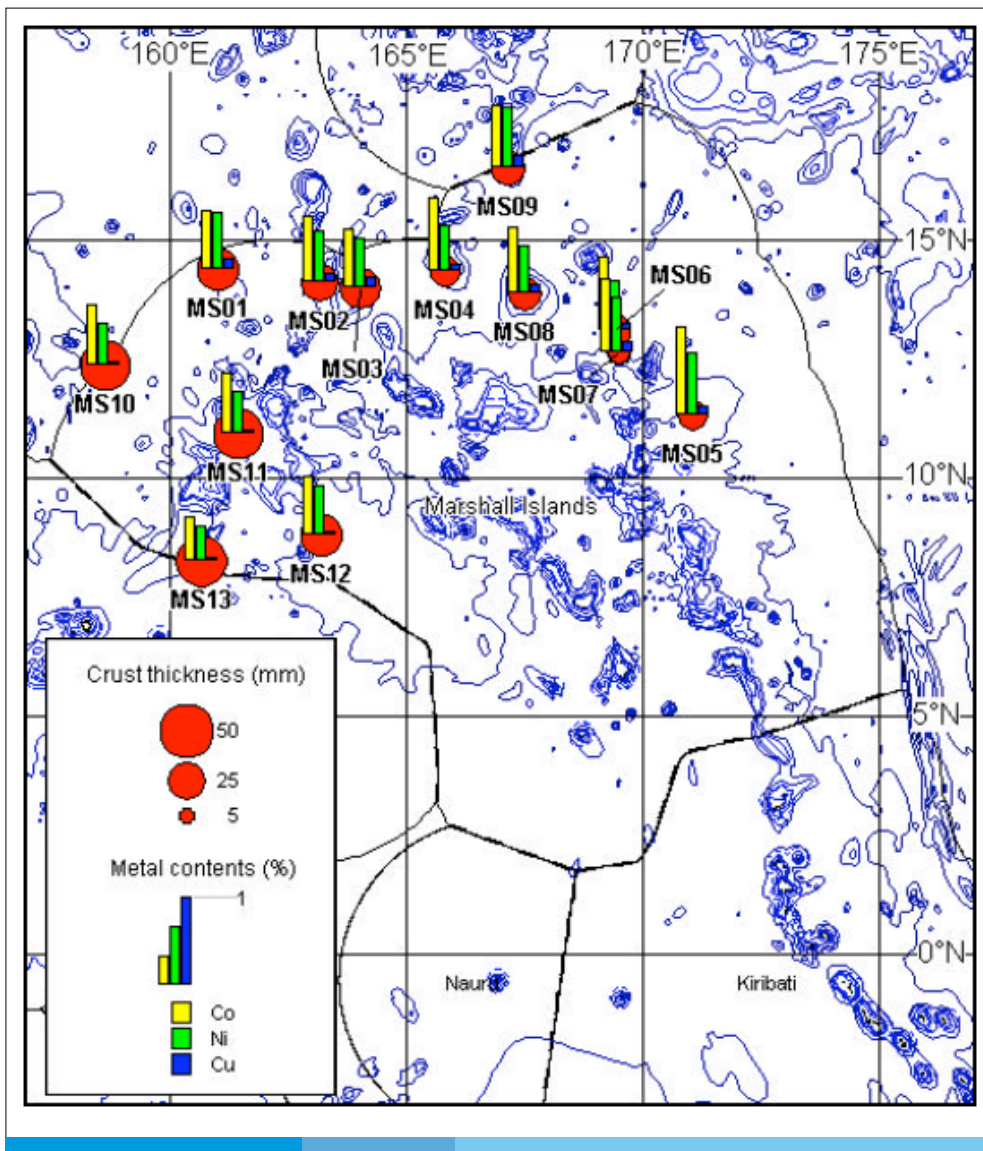 160°E 165°E 170°E 175°E
MS09
15°N
MS06
MS01
MS02
MS04
MS08
MS03
MS07
MS10
MS05
MS11
10°N
Marshall Islands
MS12
MS13
Crust thickness (mm)
50
25
5
5°N
Metal contents (%)
1
Co
Ni
Cu
0°N
Nauru
Kiribati